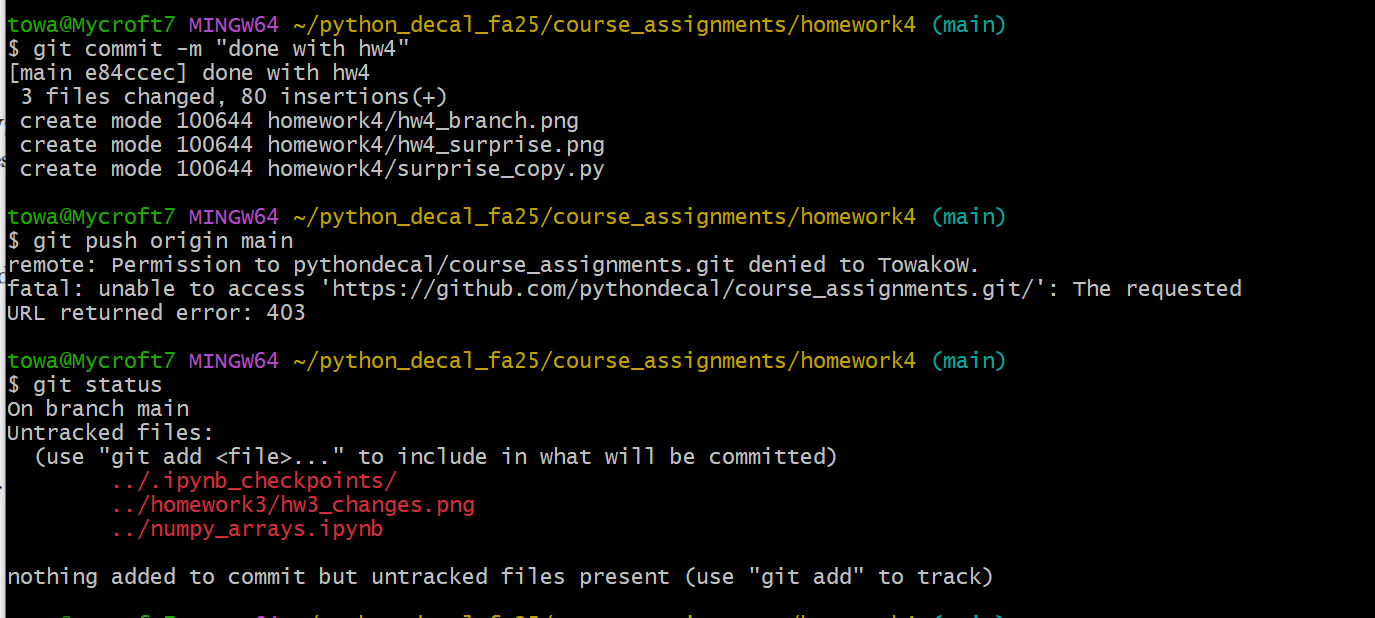 towa@Mycroft7 MINGW64 ~/python_decal_fa25/course_assignments/homework4 (main)
$ git commit -m "done with hw4"
[main e84ccec] done with hw4
 3 files changed, 80 insertions(+)
 create mode 100644 homework4/hw4_branch.png
 create mode 100644 homework4/hw4_surprise.png
 create mode 100644 homework4/surprise_copy.py
towa@Mycroft7 MINGW64 ~/python_decal_fa25/course_assignments/homework4 (main)
$ git push origin main
remote: Permission to pythondecal/course_assignments.git denied to TowakoW.
fatal: unable to access 'https://github.com/pythondecal/course_assignments.git/': The requested
URL returned error: 403
towa@Mycroft7 MINGW64 ~/python_decal_fa25/course_assignments/homework4 (main)
$ git status
On branch main
Untracked files:
  (use "git add <file>..." to include in what will be committed)
        ../.ipynb_checkpoints/
        ../homework3/hw3_changes.png
        ../numpy_arrays.ipynb
nothing added to commit but untracked files present (use "git add" to track)